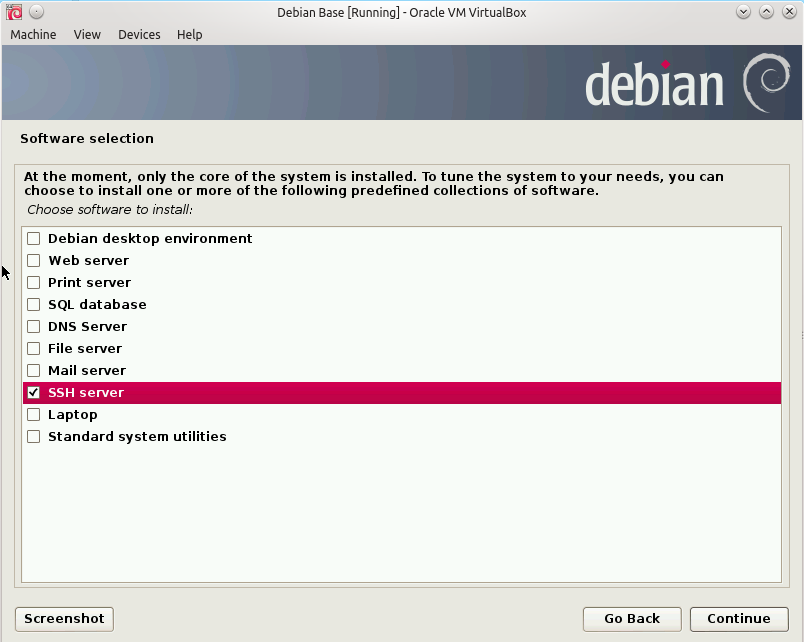 Debian Base [Running] - Oracle VM VirtualBox
Machine View Devices Help
debian
Software selection
At the moment, only the core of the system is installed. To tune the system to your needs, you can
choose to install one or more of the following predefined collections of software.
Choose software to install:
Debian desktop environment
Web server
Print server
SQL database
DNS Server
File server
Mail server
SSH server
Laptop
Standard system utilities
Screenshot Go Back Continue